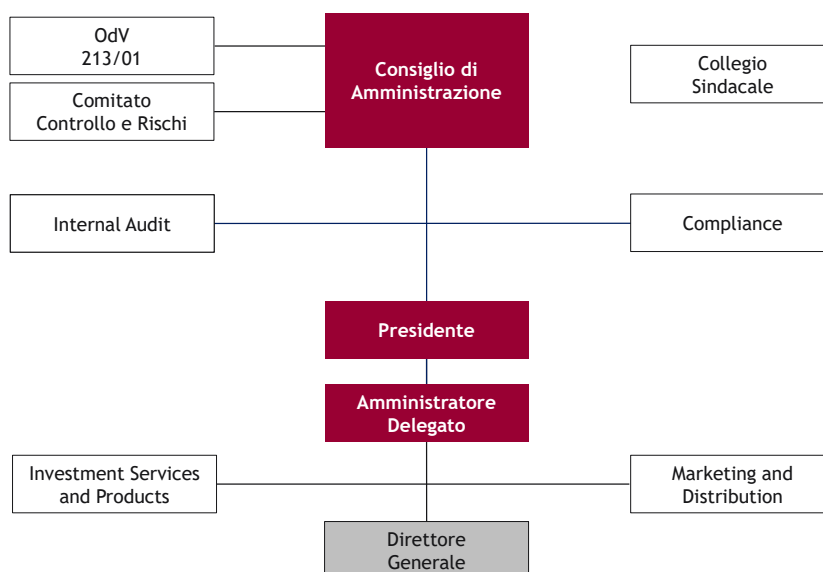 OdV
213/01
Consiglio di
Amministrazione
Collegio
Sindacale
Comitato
Controllo e Rischi
Internal Audit
Compliance
Presidente
Amministratore
Delegato
Investment Services
and Products
Marketing and
Distribution
Direttore
Generale